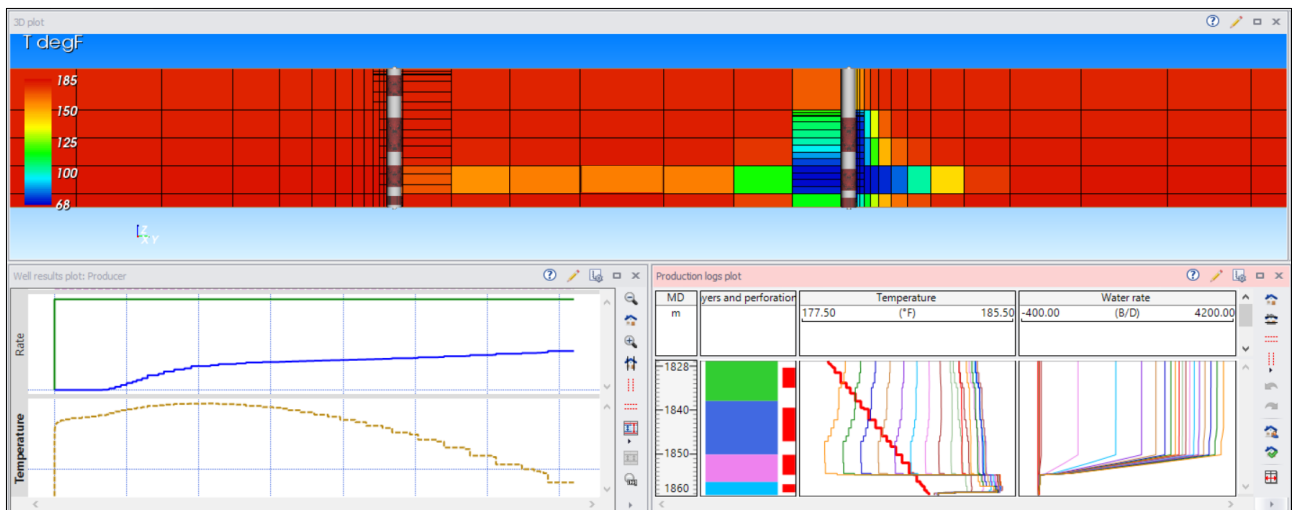 3D plot
T degF
185
150
125
100
68
Z
X Y
Well results plot: Producer
Rate
Temperature
Production logs plot
MD
m
yers and perforation
Temperature
177.50 (°F) 185.50
Water rate
-400.00 (B/D) 4200.00
1828
1840
1850
1860